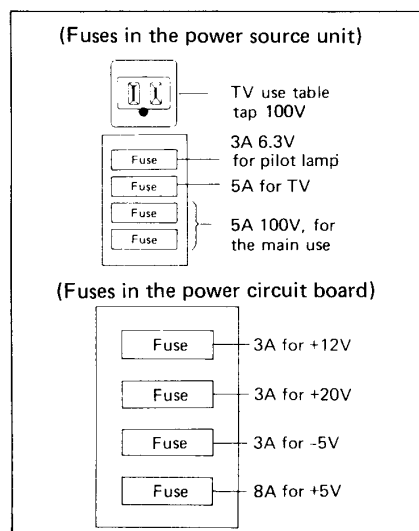 (Fuses in the power source unit)
TV use table
tap 100V
3A 6.3V
for pilot lamp
Fuse
Fuse
5A for TV
Fuse
5A 100V, for
the main use
Fuse
(Fuses in the power circuit board)
Fuse
3A for +12V
Fuse
3A for +20V
Fuse
3A for -5V
Fuse
8A for +5V